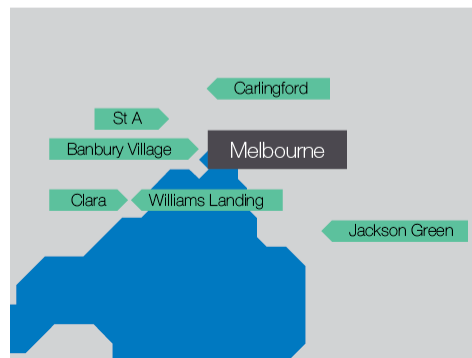 Carlingford
St A
Banbury Village
Melbourne
Clara
Williams Landing
Jackson Green